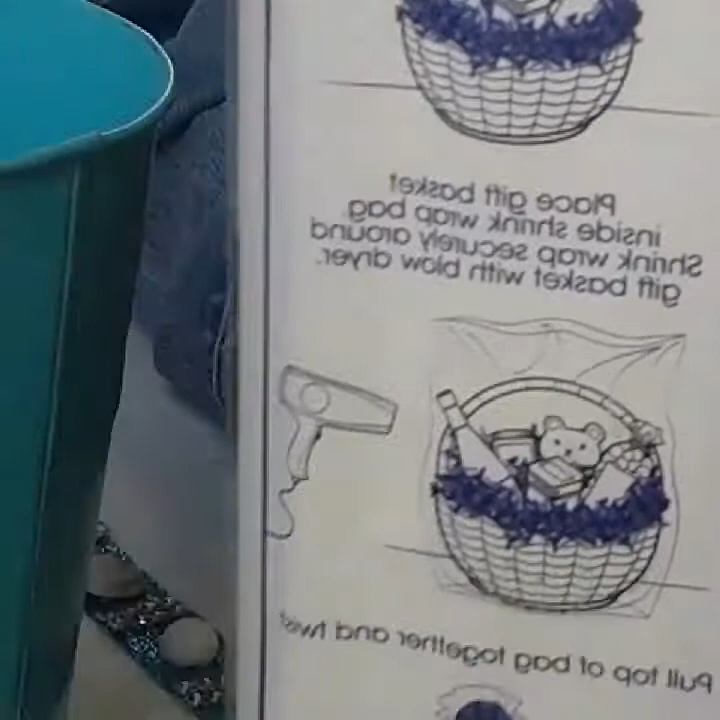 Place gift basket
inside shrink wrap bag.
Shrink wrap securely around
gift basket with blow dryer.
Pull top of bag together and twist